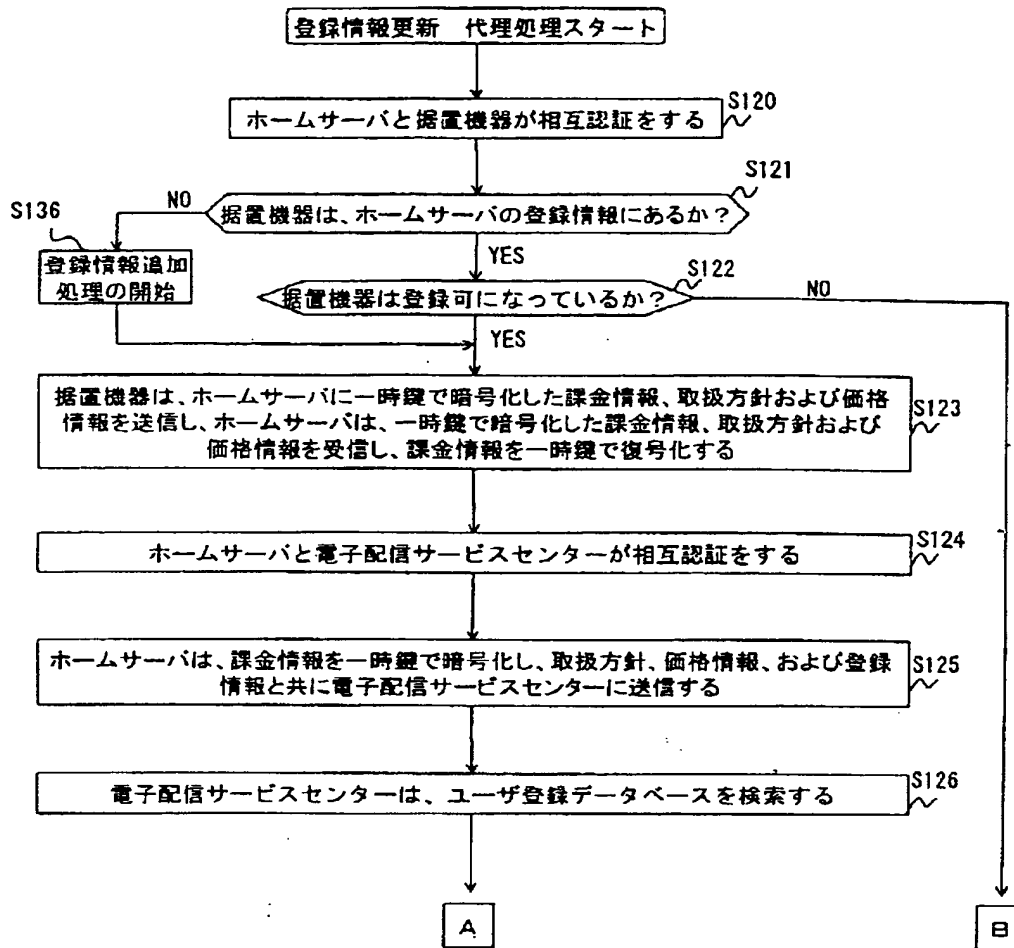 登録情報更新　代理処理スタート
S120
ホームサーバと据置機器が相互認証をする
S121
据置機器は、ホームサーバの登録情報にあるか？
NO
S136
登録情報追加
処理の開始
YES
S122
据置機器は登録可になっているか？
NO
YES
据置機器は、ホームサーバに一時鍵で暗号化した課金情報、取扱方針および価格
情報を送信し、ホームサーバは、一時鍵で暗号化した課金情報、取扱方針および
価格情報を受信し、課金情報を一時鍵で復号化する
S123
ホームサーバと電子配信サービスセンターが相互認証をする
S124
ホームサーバは、課金情報を一時鍵で暗号化し、取扱方針、価格情報、および登録
情報と共に電子配信サービスセンターに送信する
S125
電子配信サービスセンターは、ユーザ登録データベースを検索する
S126
A
B